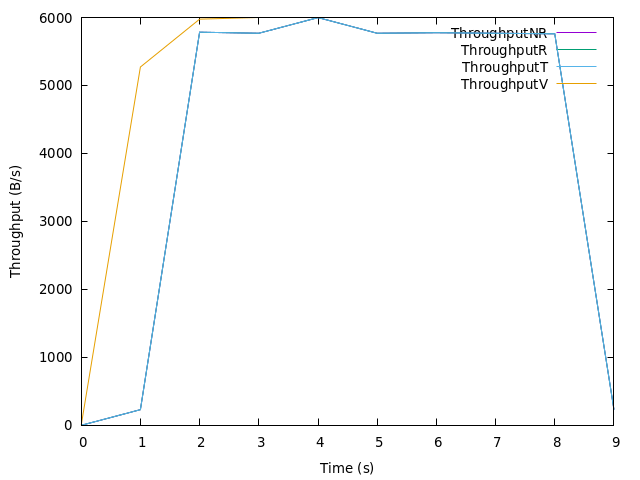 6000
5000
4000
3000
2000
1000
0
Throughput (B/s)
ThroughputNR
ThroughputR
ThroughputT
ThroughputV
0 1 2 3 4 5 6 7 8 9
Time (s)